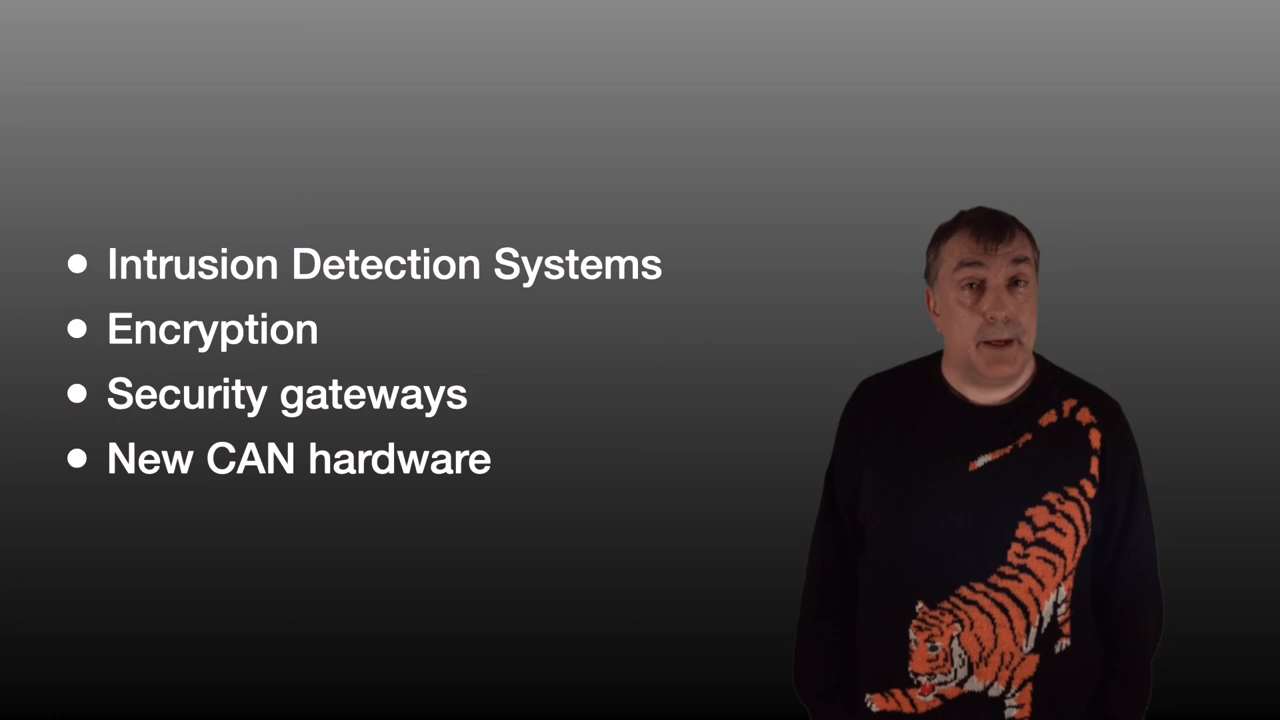 • Intrusion Detection Systems
• Encryption
• Security gateways
• New CAN hardware